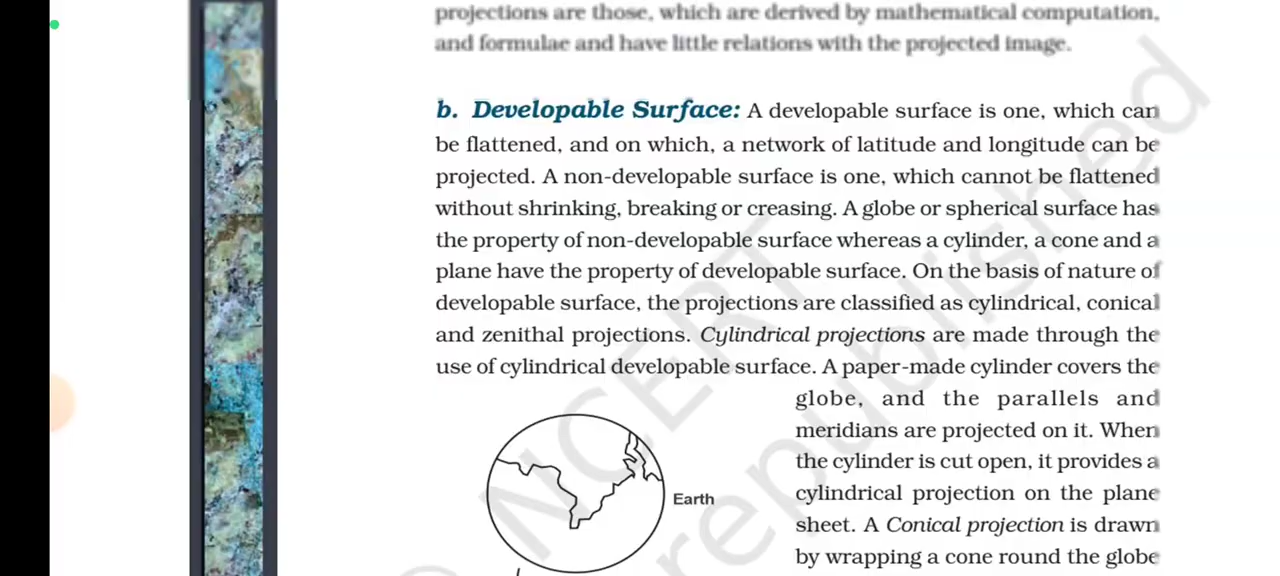 projections are those, which are derived by mathematical computation,
and formulae and have little relations with the projected image.
b. Developable Surface: A developable surface is one, which can
be flattened, and on which, a network of latitude and longitude can be
projected. A non-developable surface is one, which cannot be flattened
without shrinking, breaking or creasing. A globe or spherical surface has
the property of non-developable surface whereas a cylinder, a cone and a
plane have the property of developable surface. On the basis of nature of
developable surface, the projections are classified as cylindrical, conical
and zenithal projections. Cylindrical projections are made through the
use of cylindrical developable surface. A paper-made cylinder covers the
globe, and the parallels and
meridians are projected on it. When
the cylinder is cut open, it provides a
cylindrical projection on the plane
sheet. A Conical projection is drawn
by wrapping a cone round the globe
Earth
NCERT
republished